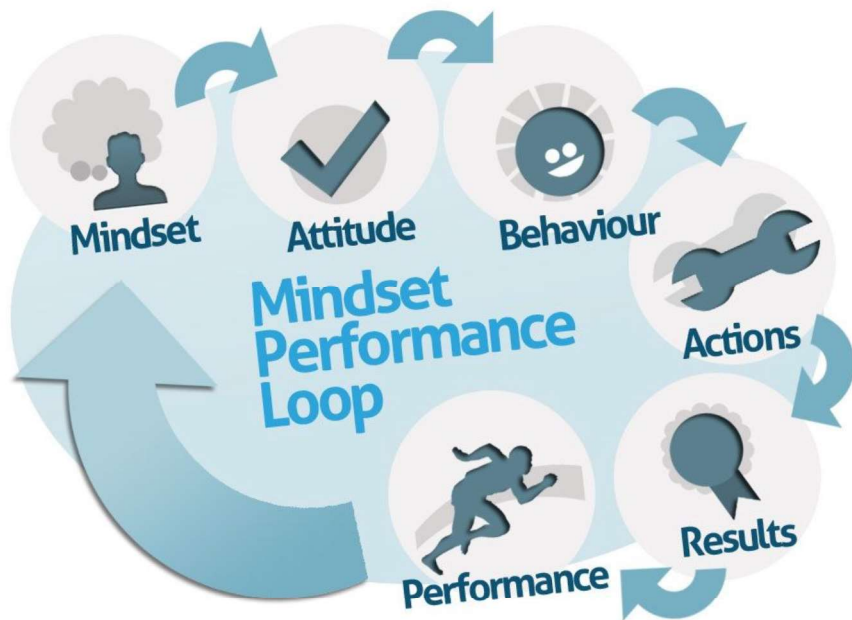 Mindset
Attitude
Behaviour
Actions
Results
Performance
Mindset
Performance
Loop